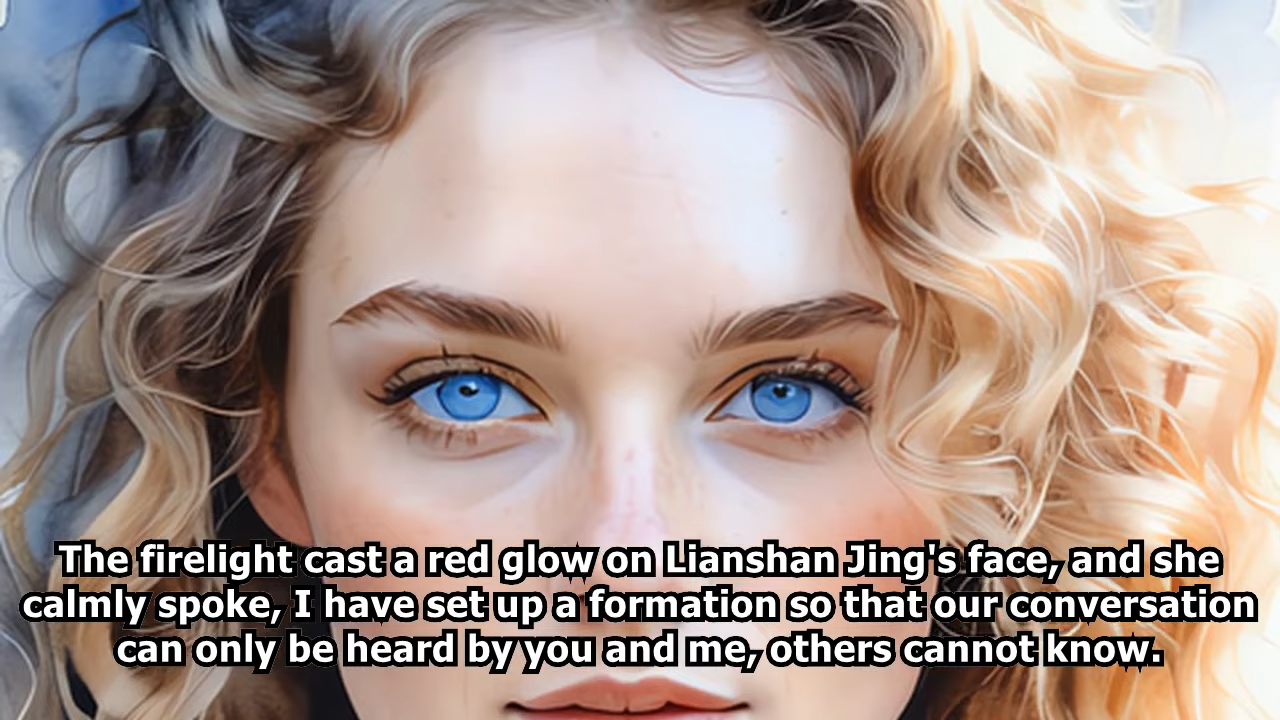 The firelight cast a red glow on Lianshan Jing's face, and she
calmly spoke, I have set up a formation so that our conversation
can only be heard by you and me, others cannot know.